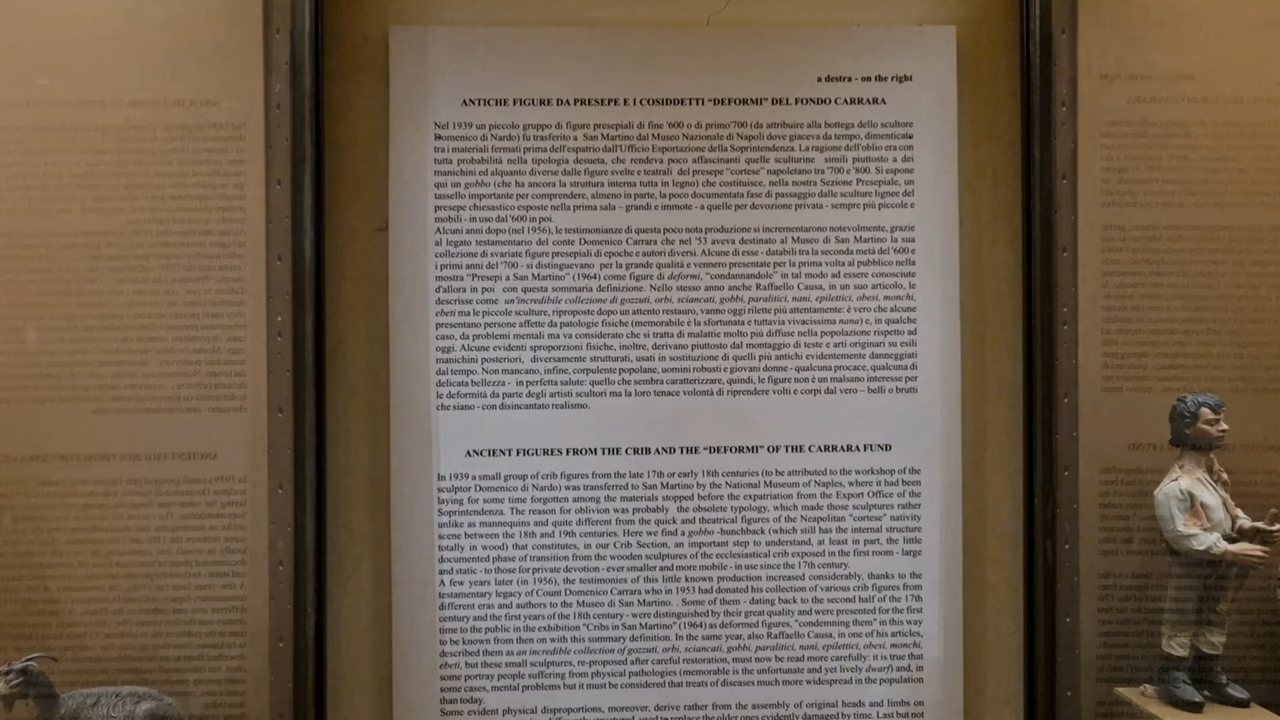 a destra - on the right
ANTICHE FIGURE DA PRESEPE E I COSIDDETTI “DEFORMI” DEL FONDO CARRARA
Nel 1939 un piccolo gruppo di figure presepiali di fine '600 o di primo'700 (da attribuire alla bottega dello scultore
Domenico di Nardo) fu trasferito a San Martino dal Museo Nazionale di Napoli dove giaceva da tempo, dimenticate
tra i materiali fermati prima dell'espatrio dall'Ufficio Esportazione della Soprintendenza. La ragione dell'oblio era con
tutta probabilità nella tipologia desueta, che rendeva poco affascinanti quelle sculturine simili piuttosto a dei
manichini ed alquanto diverse dalle figure svelte e teatrali del presepe “cortese” napoletano tra '700 e '800. Si espone
qui un gobbo (che ha ancora la struttura interna tutta in legno) che costituisce, nella nostra Sezione Presepiale, un
tassello importante per comprendere, almeno in parte, la poco documentata fase di passaggio dalle sculture lignee del
presepe chiesastico esposte nella prima sala – grandi e immote - a quelle per devozione privata - sempre più piccole e
mobili - in uso dal '600 in poi.
Alcuni anni dopo (nel 1956), le testimonianze di questa poco nota produzione si incrementarono notevolmente, grazie
al legato testamentario del conte Domenico Carrara che nel '53 aveva destinato al Museo di San Martino la sua
collezione di svariate figure presepiali di epoche e autori diversi. Alcune di esse - databili tra la seconda metà del '600 e
i primi anni del '700 - si distinguevano per la grande qualità e vennero presentate per la prima volta al pubblico nella
mostra “Presepi a San Martino” (1964) come figure di deformi, “condannandole” in tal modo ad essere conosciute
d'allora in poi con questa sommaria definizione. Nello stesso anno anche Raffaello Causa, in un suo articolo, le
descrisse come un'incredibile collezione di gozzuti, orbi, sciancati, gobbi, paralitici, nani, epilettici, obesi, monchi,
ebeti ma le piccole sculture, riproposte dopo un attento restauro, vanno oggi rilette più attentamente: è vero che alcune
presentano persone affette da patologie fisiche (memorabile è la sfortunata e tuttavia vivacissima nana) e, in qualche
caso, da problemi mentali ma va considerato che si tratta di malattie molto più diffuse nella popolazione rispetto ad
oggi. Alcune evidenti sproporzioni fisiche, inoltre, derivano piuttosto dal montaggio di teste e arti originari su esili
manichini posteriori, diversamente strutturati, usati in sostituzione di quelli più antichi evidentemente danneggiati
dal tempo. Non mancano, infine, corpulente popolane, uomini robusti e giovani donne - qualcuna procace, qualcuna di
delicata bellezza - in perfetta salute: quello che sembra caratterizzare, quindi, le figure non è un malsano interesse per
le deformità da parte degli artisti scultori ma la loro tenace volontà di riprendere volti e corpi dal vero – belli o brutti
che siano - con disincantato realismo.
ANCIENT FIGURES FROM THE CRIB AND THE “DEFORMI” OF THE CARRARA FUND
In 1939 a small group of crib figures from the late 17th or early 18th centuries (to be attributed to the workshop of the
sculptor Domenico di Nardo) was transferred to San Martino by the National Museum of Naples, where it had been
laying for some time forgotten among the materials stopped before the expatriation from the Export Office of the
Soprintendenza. The reason for oblivion was probably the obsolete typology, which made those sculptures rather
unlike as mannequins and quite different from the quick and theatrical figures of the Neapolitan "cortese" nativity
scene between the 18th and 19th centuries. Here we find a gobbo -hunchback (which still has the internal structure
totally in wood) that constitutes, in our Crib Section, an important step to understand, at least in part, the little
documented phase of transition from the wooden sculptures of the ecclesiastical crib exposed in the first room - large
and static - to those for private devotion - ever smaller and more mobile - in use since the 17th century.
A few years later (in 1956), the testimonies of this little known production increased considerably, thanks to the
testamentary legacy of Count Domenico Carrara who in 1953 had donated his collection of various crib figures from
different eras and authors to the Museo di San Martino. . Some of them - dating back to the second half of the 17th
century and the first years of the 18th century - were distinguished by their great quality and were presented for the first
time to the public in the exhibition "Cribs in San Martino" (1964) as deformed figures, "condemning them" in this way
to be known from then on with this summary definition. In the same year, also Raffaello Causa, in one of his articles,
described them as an incredible collection of gozzuti, orbi, sciancati, gobbi, paralitici, nani, epilettici, obesi, monchi,
ebeti, but these small sculptures, re-proposed after careful restoration, must now be read more carefully: it is true that
some portray people suffering from physical pathologies (memorable is the unfortunate and yet lively dwarf) and, in
some cases, mental problems but it must be considered that treats of diseases much more widespread in the population
than today.
Some evident physical disproportions, moreover, derive rather from the assembly of original heads and limbs on
used to replace the older ones evidently damaged by time. Last but not